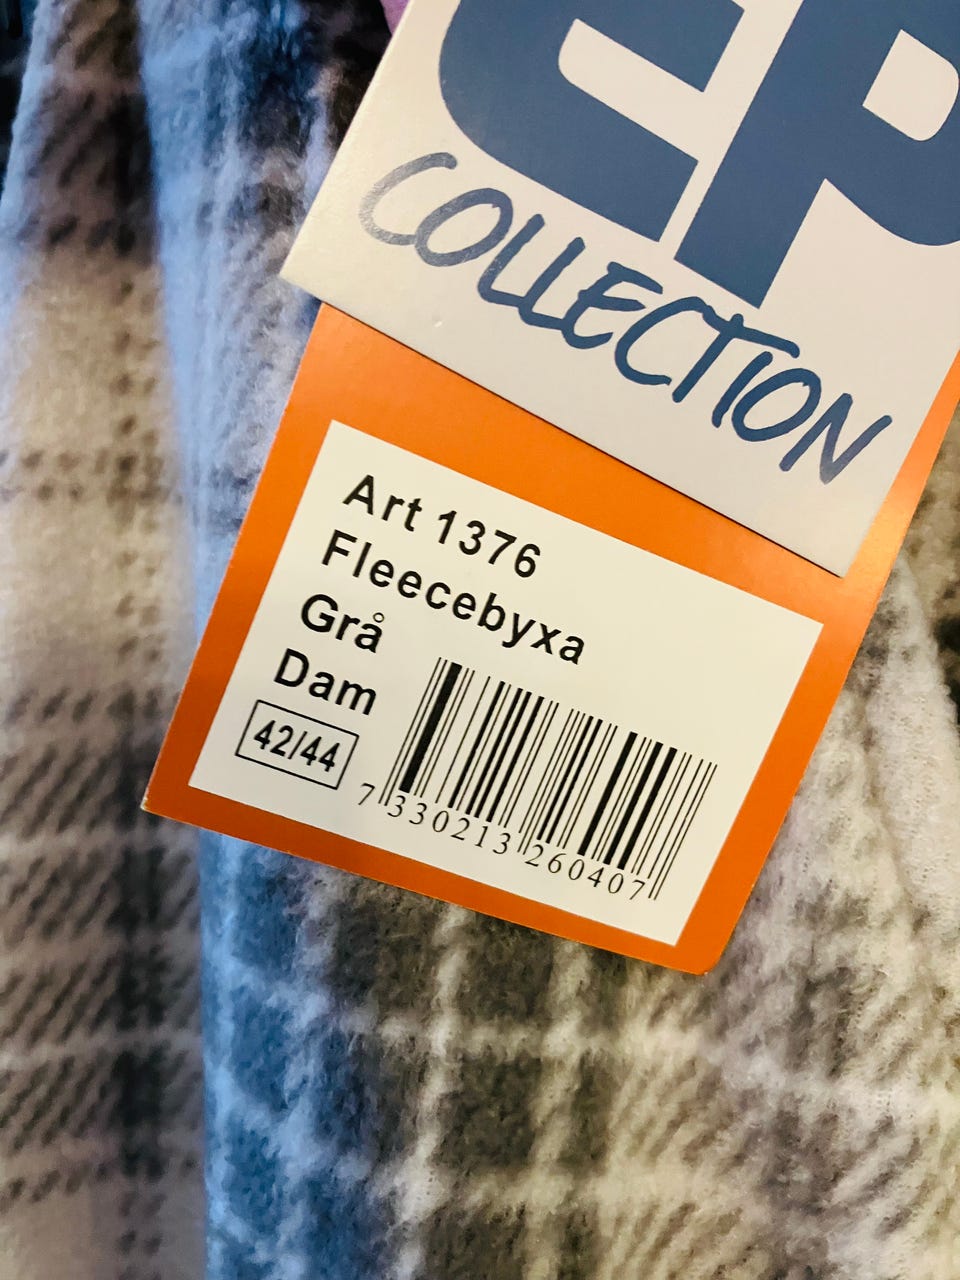 EP
COLLECTION
Art 1376
Fleecebyxa
Grå
Dam
42/44
7 330213 260407